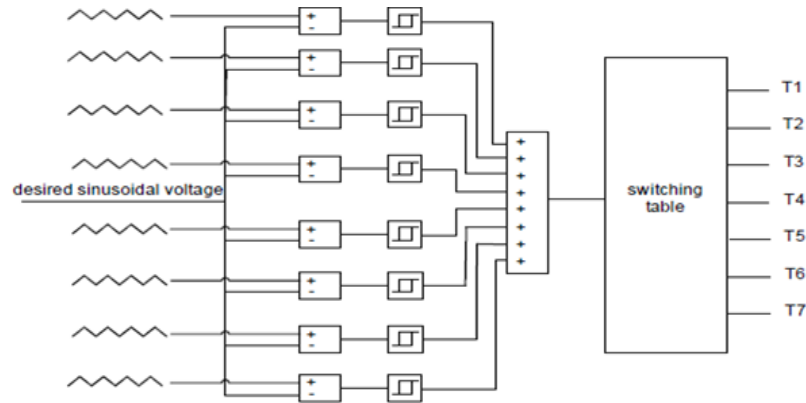 +
-
+
-
+
-
+
-
desired sinusoidal voltage
+
-
+
-
+
-
+
-
+
+
+
+
+
+
+
+
switching
table
T1
T2
T3
T4
T5
T6
T7